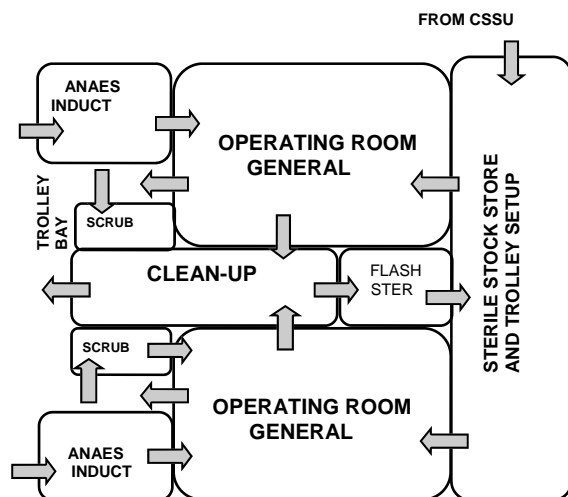 FROM CSSU
ANAES
INDUCT
OPERATING ROOM
GENERAL
TROLLEY
BAY
SCRUB
CLEAN-UP
FLASH
STER
STERILE STOCK STORE
AND TROLLEY SETUP
SCRUB
OPERATING ROOM
GENERAL
ANAES
INDUCT